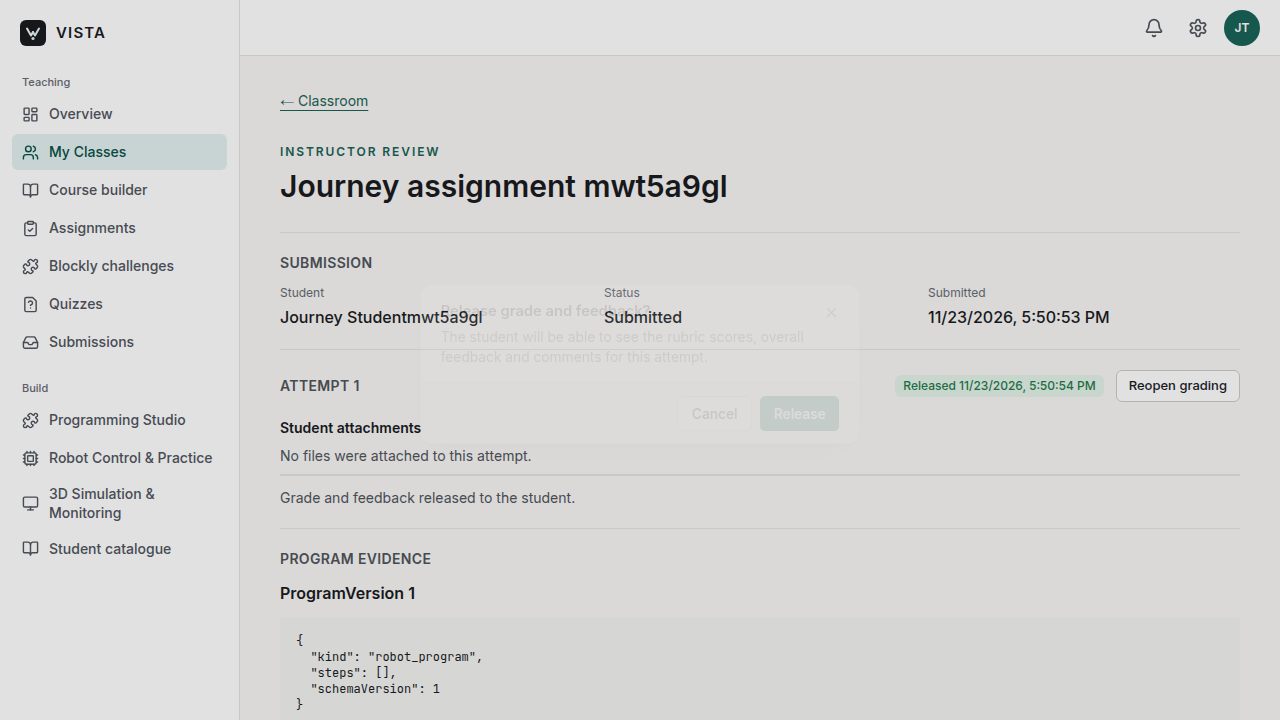 VISTA
JT
Teaching
Overview
My Classes
Course builder
Assignments
Blockly challenges
Quizzes
Submissions
Build
Programming Studio
Robot Control & Practice
3D Simulation &
Monitoring
Student catalogue
← Classroom
INSTRUCTOR REVIEW
Journey assignment mwt5a9gl
SUBMISSION
Student
Status
Submitted
Journey Studentmwt5a9gl
Submitted
11/23/2026, 5:50:53 PM
Release grade and feedback?
The student will be able to see the rubric scores, overall
feedback and comments for this attempt.
Cancel
Release
ATTEMPT 1
Released 11/23/2026, 5:50:54 PM
Reopen grading
Student attachments
No files were attached to this attempt.
Grade and feedback released to the student.
PROGRAM EVIDENCE
ProgramVersion 1
{
"kind": "robot_program",
"steps": [],
"schemaVersion": 1
}